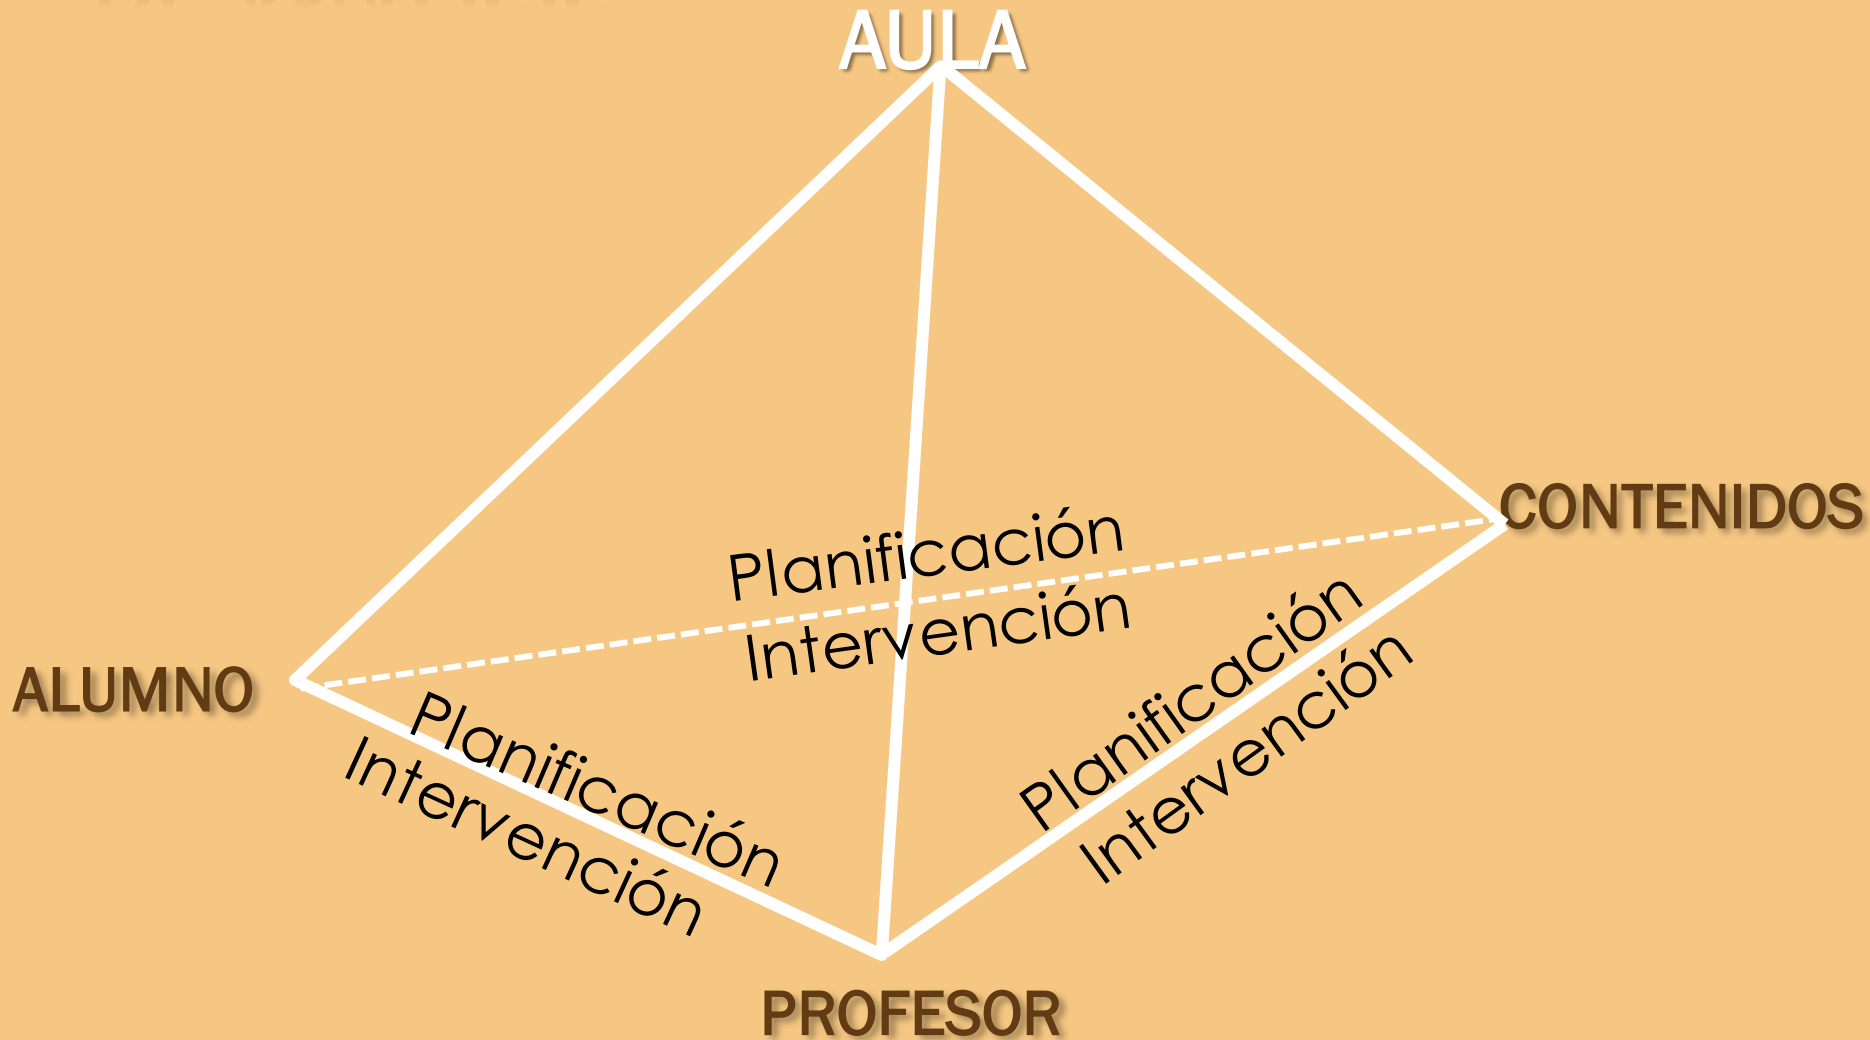 AULA
CONTENIDOS
Planificación
Intervención
Planificación
Intervención
ALUMNO
Planificación
Intervención
PROFESOR